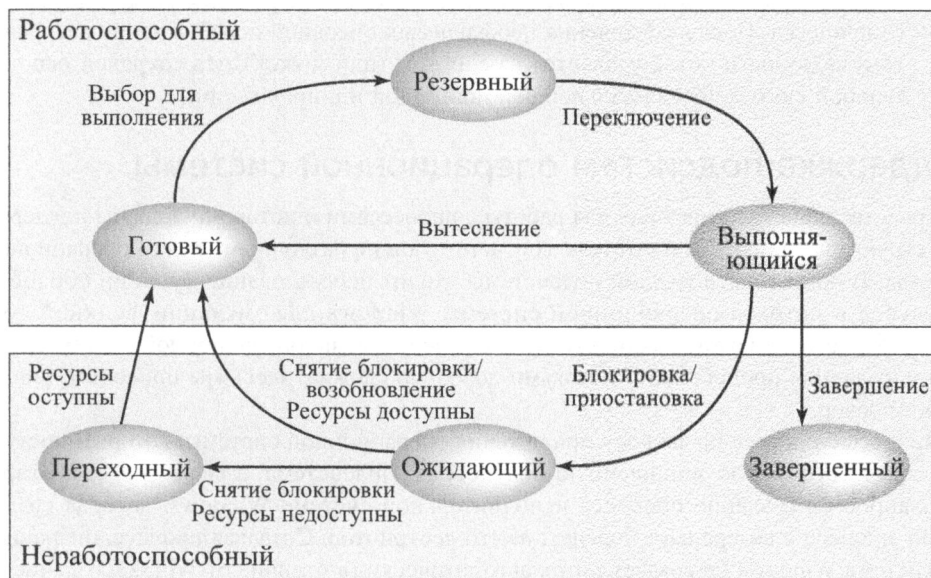 Работоспособный
Резервный
Выбор для
выполнения
Переключение
Готовый
Вытеснение
Выполня-
ющийся
Ресурсы
оступны
Снятие блокировки/
возобновление
Ресурсы доступны
Блокировка/
приостановка
Завершение
Переходный
Ожидающий
Завершенный
Снятие блокировки
Ресурсы недоступны
Неработоспособный